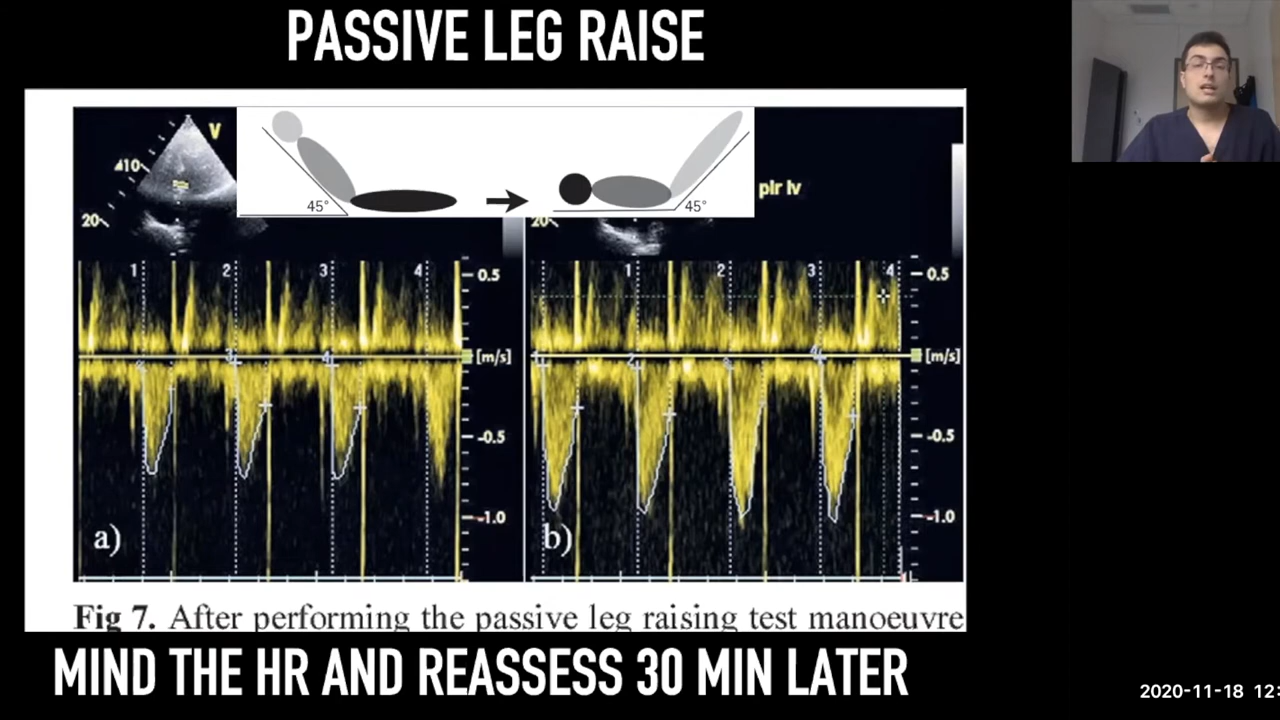 PASSIVE LEG RAISE
V
10
20
45°
45°
plr lv
20
1 2 3 4
1 2 3 4
0.5
0.5
[m/s]
[m/s]
-0.5
-0.5
-1.0
-1.0
a)
b)
Fig 7. After performing the passive leg raising test manoeuvre
MIND THE HR AND REASSESS 30 MIN LATER
2020-11-18 12: